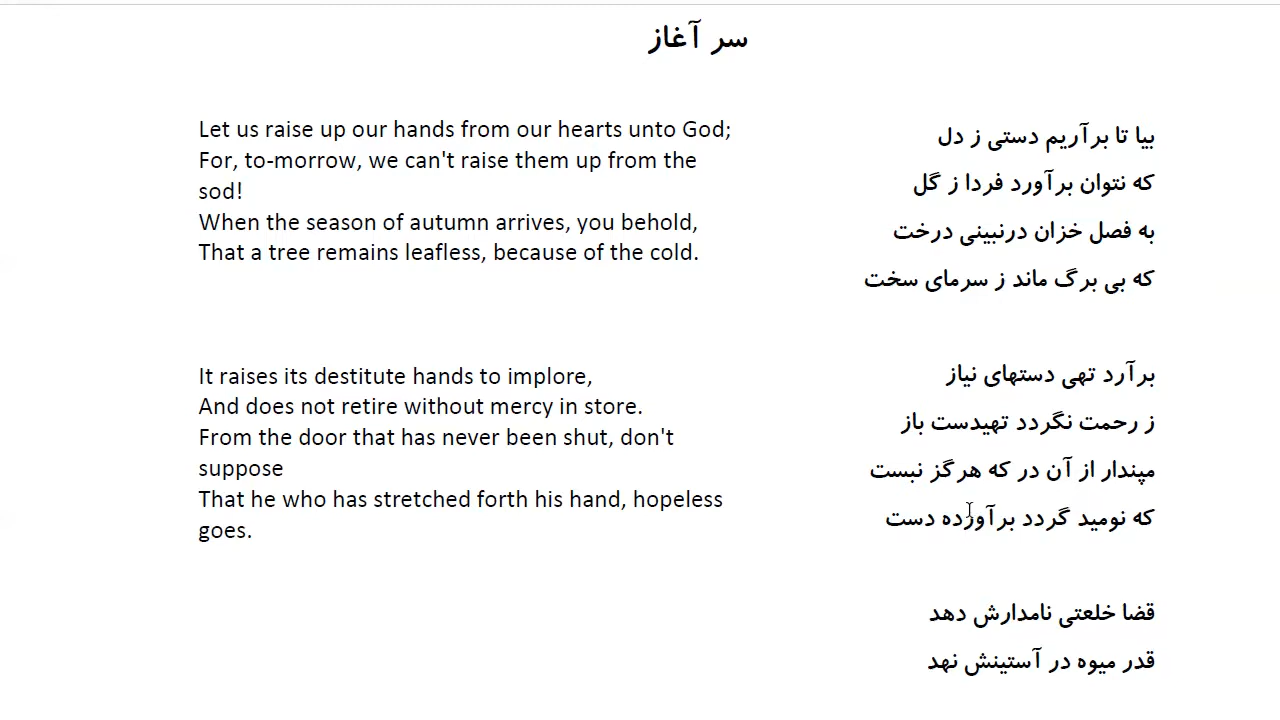 سر آغاز
Let us raise up our hands from our hearts unto God;
For, to-morrow, we can't raise them up from the
sod!
When the season of autumn arrives, you behold,
That a tree remains leafless, because of the cold.
بیا تا برآریم دستی ز دل
که نتوان برآورد فردا ز گل
به فصل خزان درنبینی درخت
که بی برگ ماند ز سرمای سخت
It raises its destitute hands to implore,
And does not retire without mercy in store.
From the door that has never been shut, don't
suppose
That he who has stretched forth his hand, hopeless
goes.
برآرد تهی دستهای نیاز
ز رحمت نگردد تهیدست باز
مپندار از آن در که هرگز نبست
که نومید گردد برآورده دست
قضا خلعتی نامدارش دهد
قدر میوه در آستینش نهد